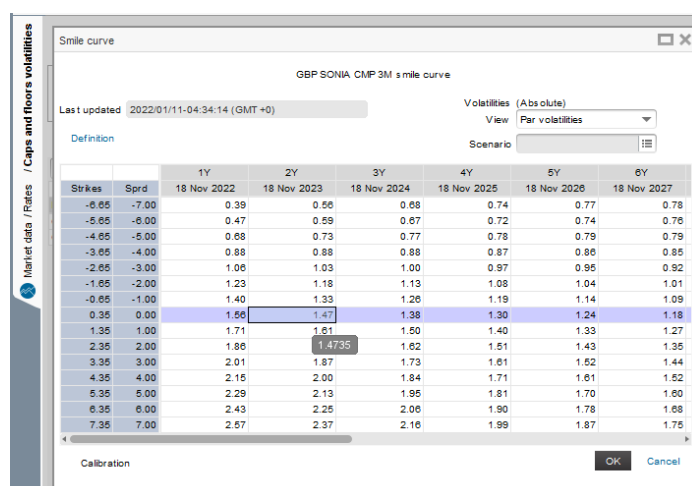 Market data / Rates / Caps and floors volatilities
Smile curve
GBP SONIA CMP 3M smile curve
Last updated 2022/01/11-04:34:14 (GMT +0)
Volatilities (Absolute)
View Par volatilities
Definition
Scenario
1Y 2Y 3Y 4Y 5Y 6Y
Strikes Sprd 18 Nov 2022 18 Nov 2023 18 Nov 2024 18 Nov 2025 18 Nov 2026 18 Nov 2027
-6.65 -7.00 0.39 0.56 0.68 0.74 0.77 0.78
-5.65 -6.00 0.47 0.59 0.67 0.72 0.74 0.76
-4.65 -5.00 0.68 0.73 0.77 0.78 0.79 0.79
-3.65 -4.00 0.88 0.88 0.88 0.87 0.86 0.85
-2.65 -3.00 1.06 1.03 1.00 0.97 0.95 0.92
-1.65 -2.00 1.23 1.18 1.13 1.08 1.04 1.01
-0.65 -1.00 1.40 1.33 1.26 1.19 1.14 1.09
0.35 0.00 1.56 1.47 1.38 1.30 1.24 1.18
1.35 1.00 1.71 1.61 1.50 1.40 1.33 1.27
2.35 2.00 1.86 1.4735 1.62 1.51 1.43 1.35
3.35 3.00 2.01 1.87 1.73 1.61 1.52 1.44
4.35 4.00 2.15 2.00 1.84 1.71 1.61 1.52
5.35 5.00 2.29 2.13 1.95 1.81 1.70 1.60
6.35 6.00 2.43 2.25 2.06 1.90 1.78 1.68
7.35 7.00 2.57 2.37 2.16 1.99 1.87 1.75
Calibration
OK Cancel